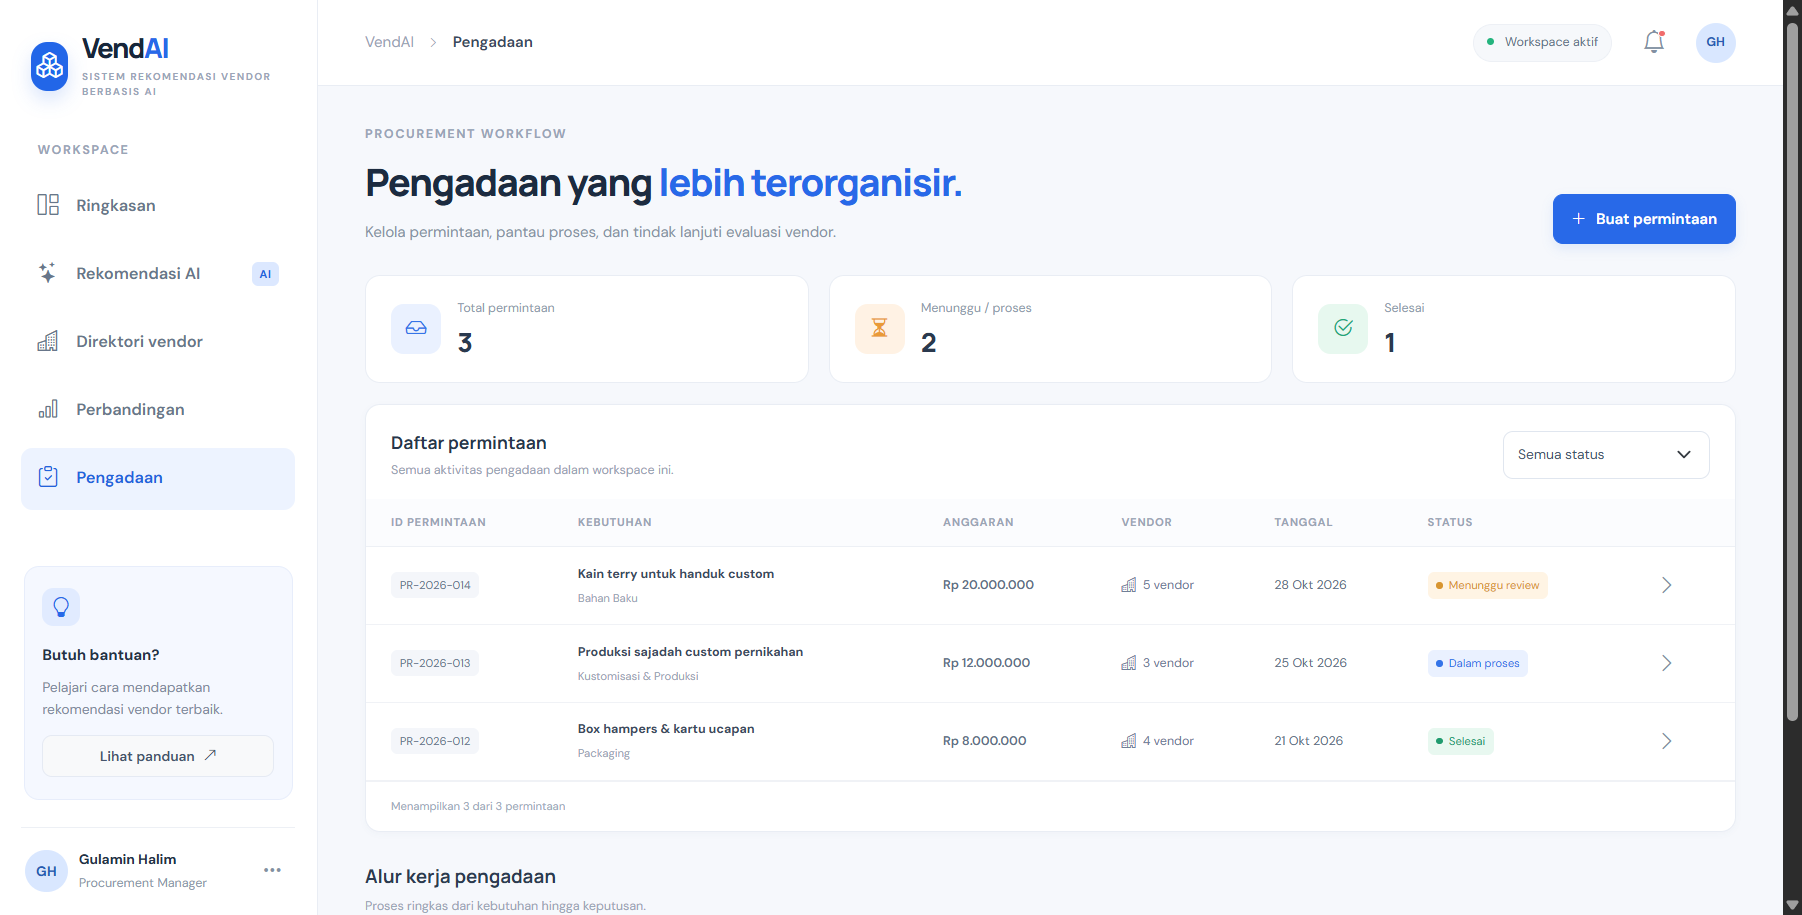 VendAI
SISTEM REKOMENDASI VENDOR
BERBASIS AI
WORKSPACE
Ringkasan
Rekomendasi AI
AI
Direktori vendor
Perbandingan
Pengadaan
Butuh bantuan?
Pelajari cara mendapatkan
rekomendasi vendor terbaik.
Lihat panduan
GH
Gulamin Halim
Procurement Manager
VendAI
Pengadaan
Workspace aktif
GH
PROCUREMENT WORKFLOW
Pengadaan yang lebih terorganisir.
Kelola permintaan, pantau proses, dan tindak lanjuti evaluasi vendor.
+ Buat permintaan
Total permintaan
3
Menunggu / proses
2
Selesai
1
Daftar permintaan
Semua aktivitas pengadaan dalam workspace ini.
Semua status
ID PERMINTAAN KEBUTUHAN ANGGARAN VENDOR TANGGAL STATUS
PR-2026-014 Kain terry untuk handuk custom Rp 20.000.000 5 vendor 28 Okt 2026 Menunggu review
Bahan Baku
PR-2026-013 Produksi sajadah custom pernikahan Rp 12.000.000 3 vendor 25 Okt 2026 Dalam proses
Kustomisasi & Produksi
PR-2026-012 Box hampers & kartu ucapan Rp 8.000.000 4 vendor 21 Okt 2026 Selesai
Packaging
Menampilkan 3 dari 3 permintaan
Alur kerja pengadaan
Proses ringkas dari kebutuhan hingga keputusan.